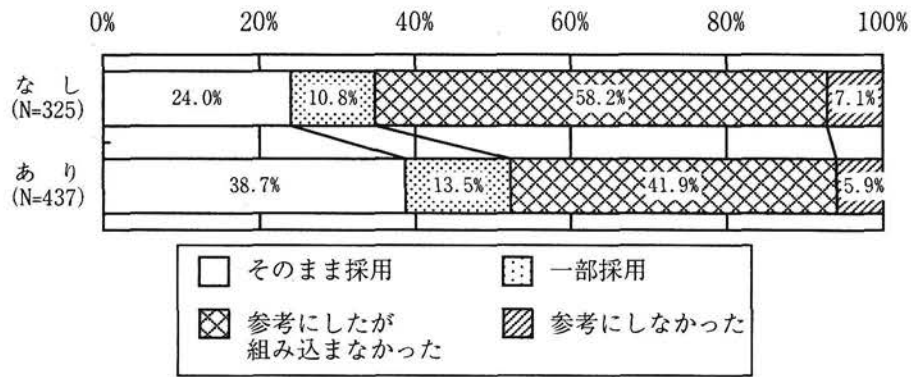 0% 20% 40% 60% 80% 100%
なし
(N=325)
24.0% 10.8% 58.2% 7.1%
あり
(N=437)
38.7% 13.5% 41.9% 5.9%
そのまま採用 一部採用
参考にしたが 参考にしなかった
組み込まなかった